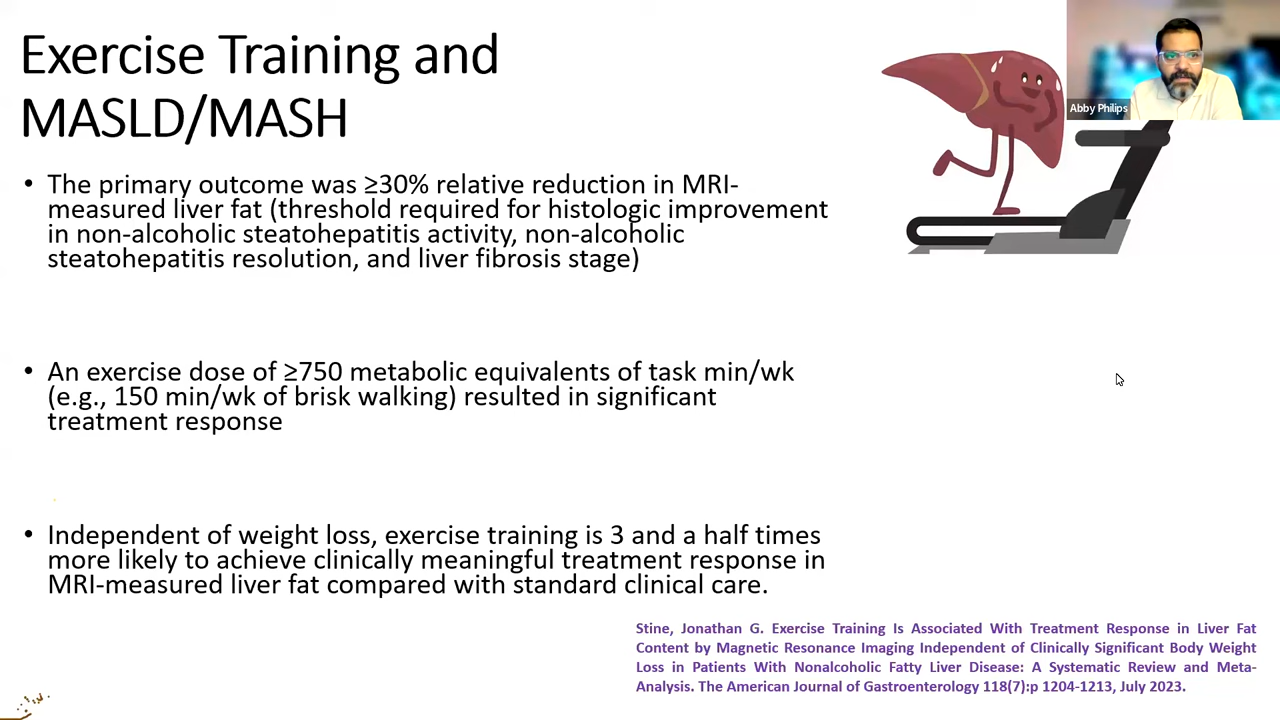 Exercise Training and
MASLD/MASH
Abby Philips
• The primary outcome was ≥30% relative reduction in MRI-
measured liver fat (threshold required for histologic improvement
in non-alcoholic steatohepatitis activity, non-alcoholic
steatohepatitis resolution, and liver fibrosis stage)
• An exercise dose of ≥750 metabolic equivalents of task min/wk
(e.g., 150 min/wk of brisk walking) resulted in significant
treatment response
• Independent of weight loss, exercise training is 3 and a half times
more likely to achieve clinically meaningful treatment response in
MRI-measured liver fat compared with standard clinical care.
Stine, Jonathan G. Exercise Training Is Associated With Treatment Response in Liver Fat
Content by Magnetic Resonance Imaging Independent of Clinically Significant Body Weight
Loss in Patients With Nonalcoholic Fatty Liver Disease: A Systematic Review and Meta-
Analysis. The American Journal of Gastroenterology 118(7):p 1204-1213, July 2023.